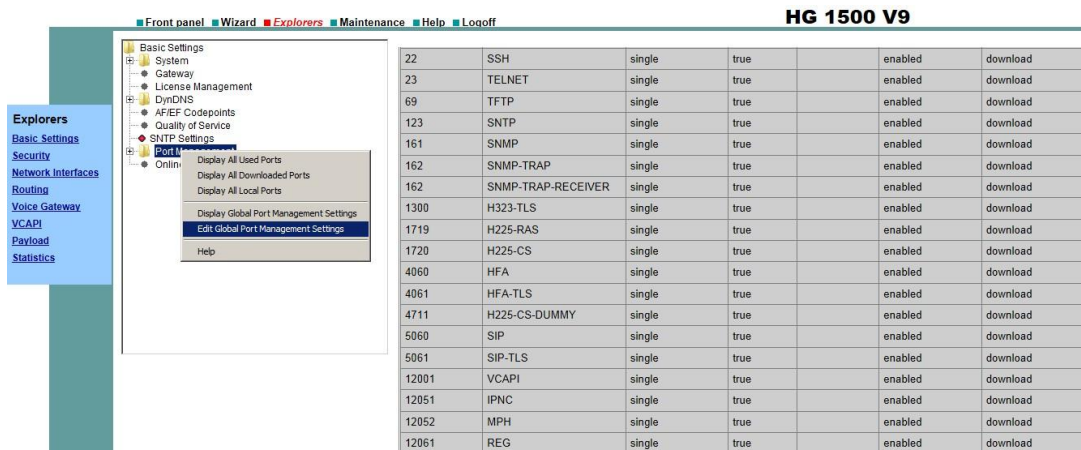 HG 1500 V9
Front panel Wizard Explorers Maintenance Help Logoff
Explorers
Basic Settings
Security
Network Interfaces
Routing
Voice Gateway
VCAPI
Payload
Statistics
Basic Settings
System
Gateway
License Management
DynDNS
AF/EF Codepoints
Quality of Service
SNTP Settings
Port
Display All Used Ports
Display All Downloaded Ports
Display All Local Ports
Display Global Port Management Settings
Edit Global Port Management Settings
Help
22 SSH single true enabled download
23 TELNET single true enabled download
69 TFTP single true enabled download
123 SNTP single true enabled download
161 SNMP single true enabled download
162 SNMP-TRAP single true enabled download
162 SNMP-TRAP-RECEIVER single true enabled download
1300 H323-TLS single true enabled download
1719 H225-RAS single true enabled download
1720 H225-CS single true enabled download
4060 HFA single true enabled download
4061 HFA-TLS single true enabled download
4711 H225-CS-DUMMY single true enabled download
5060 SIP single true enabled download
5061 SIP-TLS single true enabled download
12001 VCAPI single true enabled download
12051 IPNC single true enabled download
12052 MPH single true enabled download
12061 REG single true enabled download